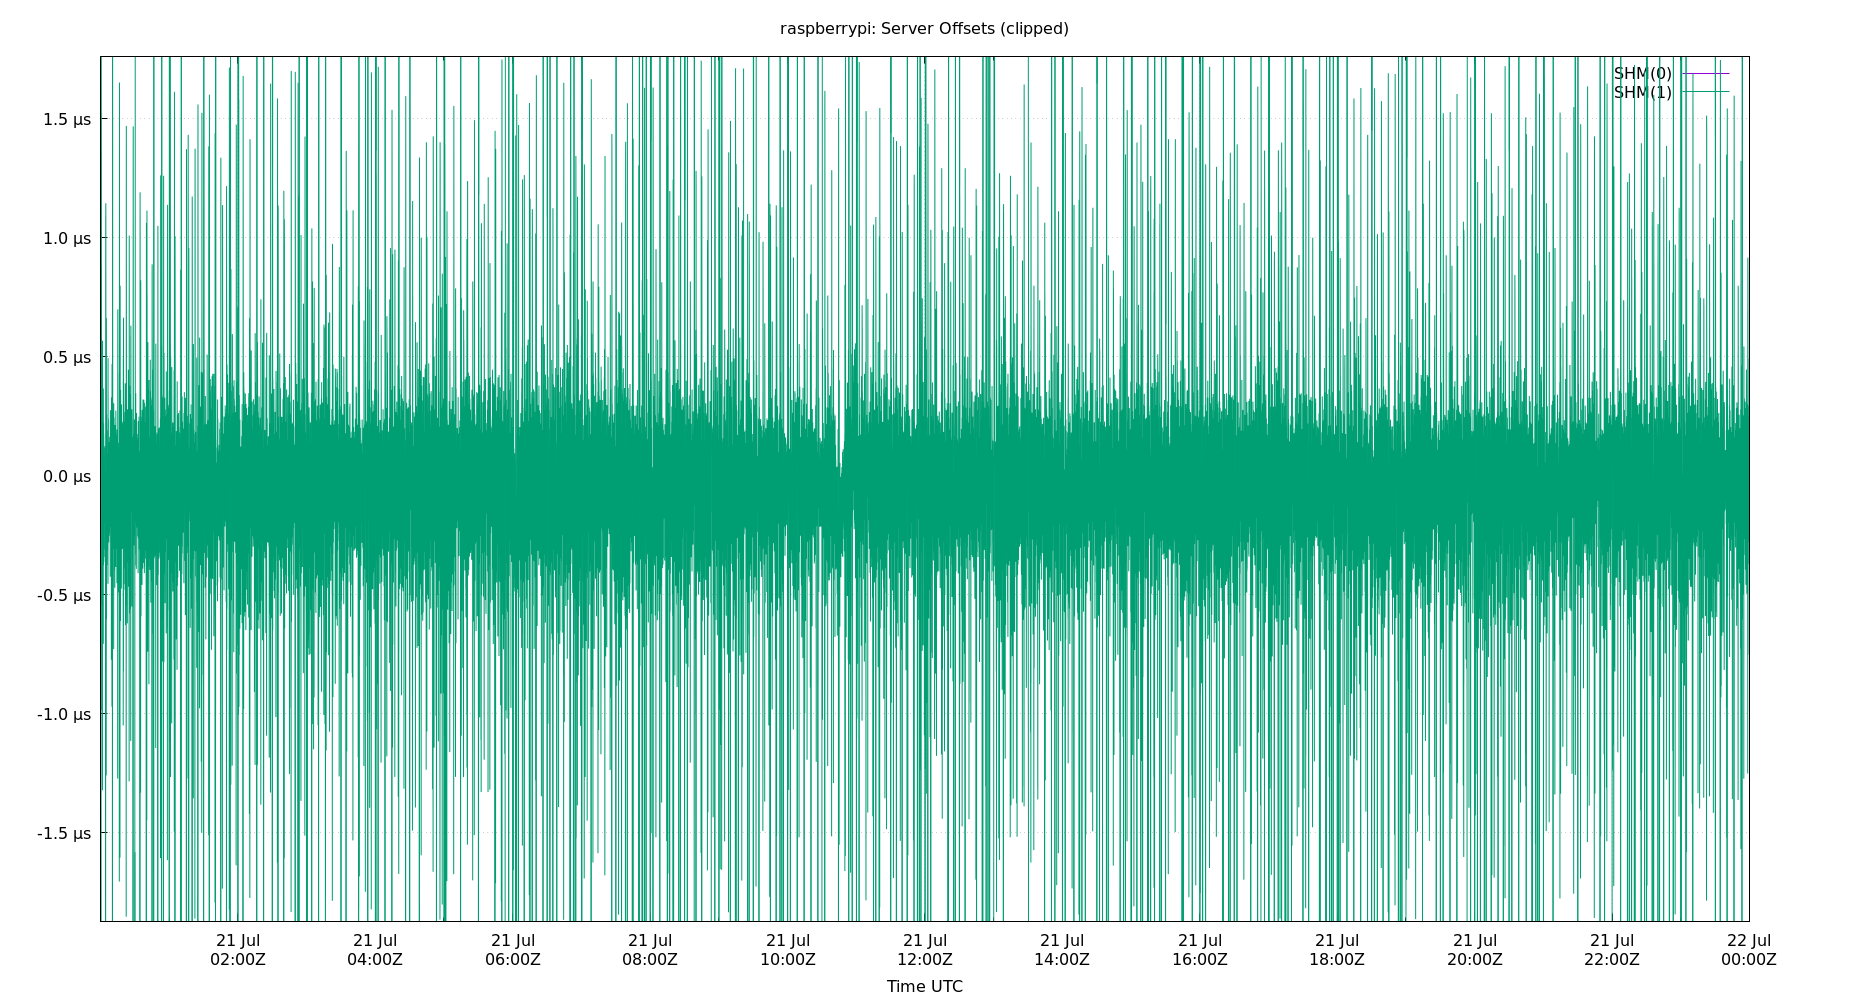 raspberrypi: Server Offsets (clipped)
SHM(0)
SHM(1)
1.5 µs
1.0 µs
0.5 µs
0.0 µs
-0.5 µs
-1.0 µs
-1.5 µs
21 Jul 21 Jul 21 Jul 21 Jul 21 Jul 21 Jul 21 Jul 21 Jul 21 Jul 21 Jul 21 Jul 22 Jul
02:00Z 04:00Z 06:00Z 08:00Z 10:00Z 12:00Z 14:00Z 16:00Z 18:00Z 20:00Z 22:00Z 00:00Z
Time UTC